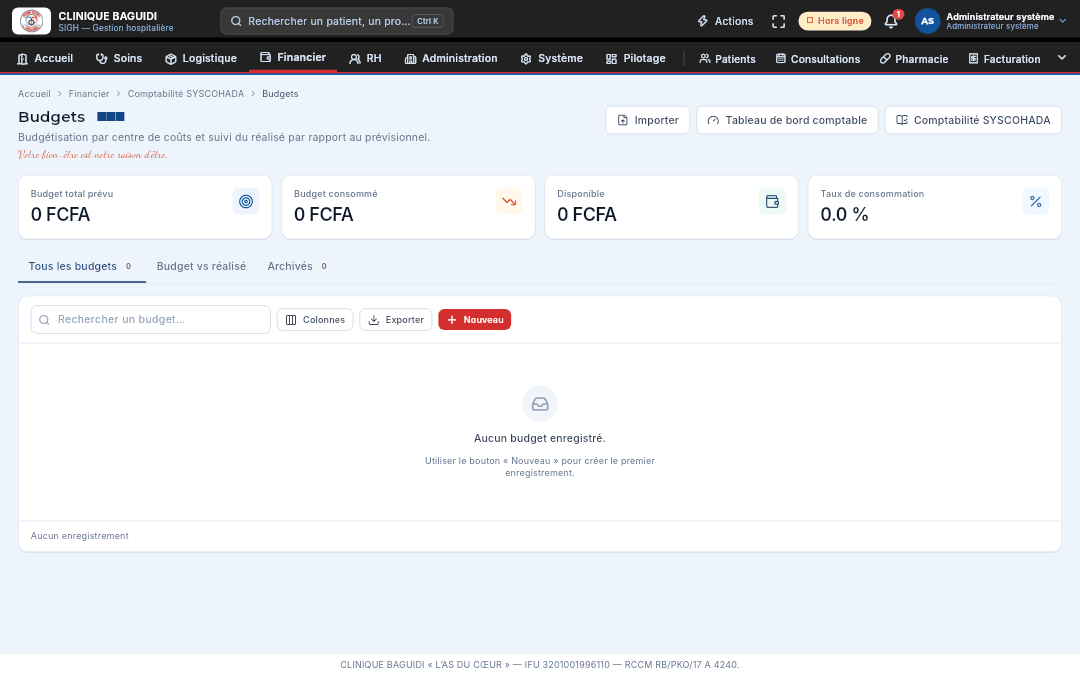 CLINIQUE BAGUIDI
SIGH — Gestion hospitalière
Rechercher un patient, un pro... Ctrl K
Actions
Hors ligne
1
AS
Administrateur système
Administrateur système
Accueil
Soins
Logistique
Financier
RH
Administration
Système
Pilotage
Patients
Consultations
Pharmacie
Facturation
Accueil > Financier > Comptabilité SYSCOHADA > Budgets
Budgets
Budgétisation par centre de coûts et suivi du réalisé par rapport au prévisionnel.
Votre bien-être est notre raison d'être.
Importer
Tableau de bord comptable
Comptabilité SYSCOHADA
Budget total prévu
0 FCFA
Budget consommé
0 FCFA
Disponible
0 FCFA
Taux de consommation
0.0 %
Tous les budgets 0
Budget vs réalisé
Archivés 0
Rechercher un budget...
Colonnes
Exporter
Nouveau
Aucun budget enregistré.
Utiliser le bouton « Nouveau » pour créer le premier
enregistrement.
Aucun enregistrement
CLINIQUE BAGUIDI « L'AS DU CŒUR » — IFU 3201001996110 — RCCM RB/PKO/17 A 4240.